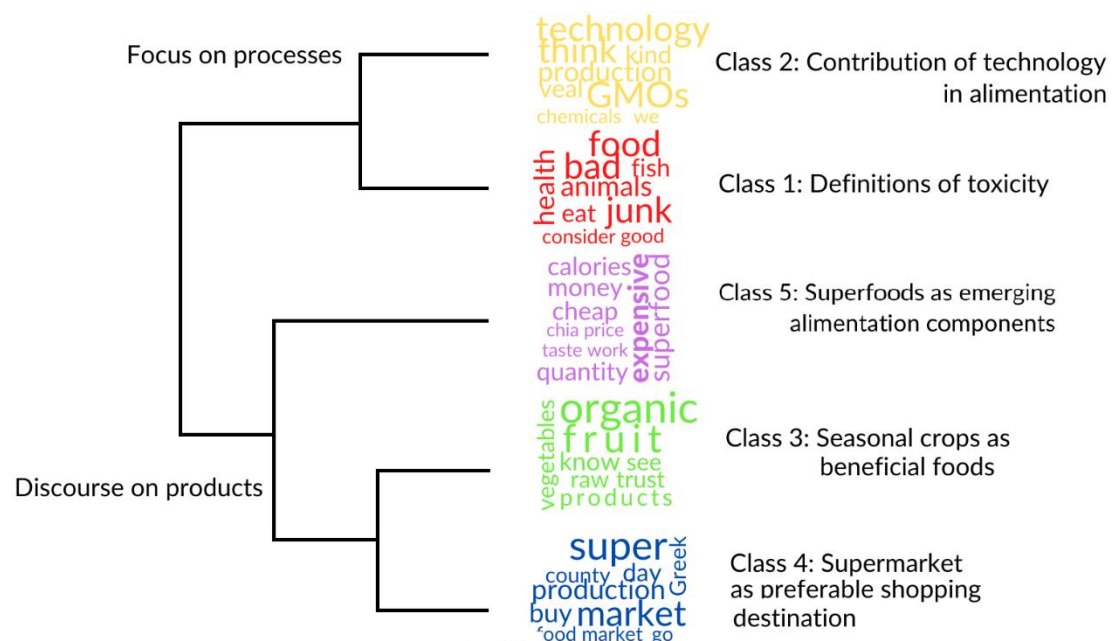 Focus on processes
technology
think kind
production
veal GMOs
chemicals we
Class 2: Contribution of technology
in alimentation
food
bad fish
health
animals
eat junk
consider good
Class 1: Definitions of toxicity
calories
money
cheap
chia price
taste work
quantity
expensive
superfood
Class 5: Superfoods as emerging
alimentation components
organic
fruit
vegetables
know see
raw trust
products
Class 3: Seasonal crops as
beneficial foods
Discourse on products
super
Greek
county day
production
buy market
food market go
Class 4: Supermarket
as preferable shopping
destination